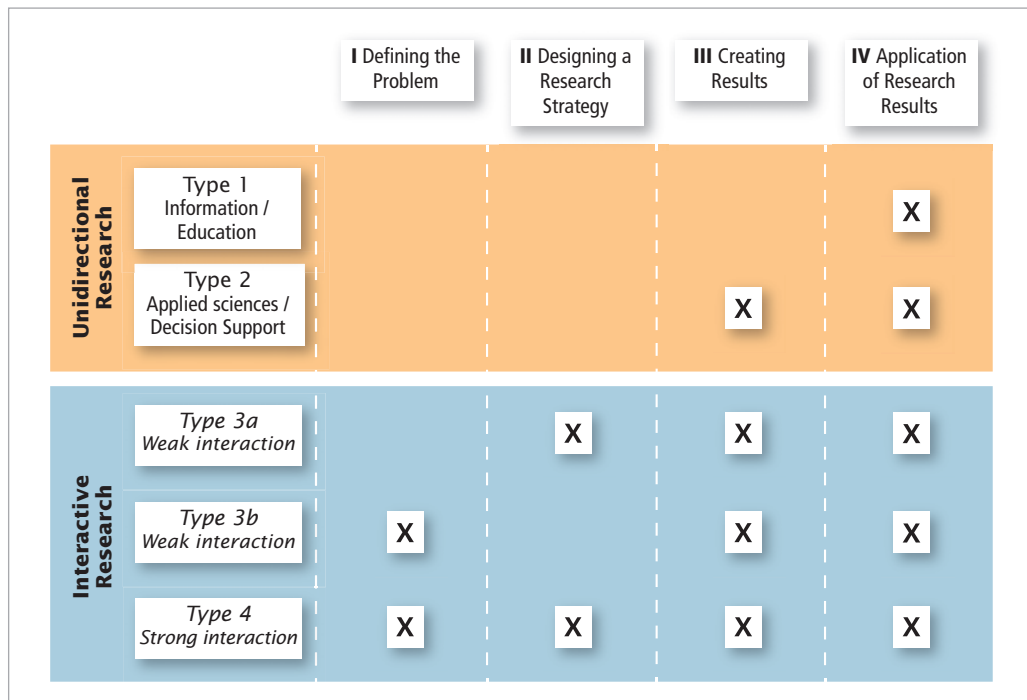 I Defining the
Problem
II Designing a
Research
Strategy
III Creating
Results
IV Application
of Research
Results
Unidirectional
Research
Type 1
Information /
Education
X
Type 2
Applied sciences /
Decision Support
X X
Interactive
Research
Type 3a
Weak interaction
X X X
Type 3b
Weak interaction
X X X
Type 4
Strong interaction
X X X X